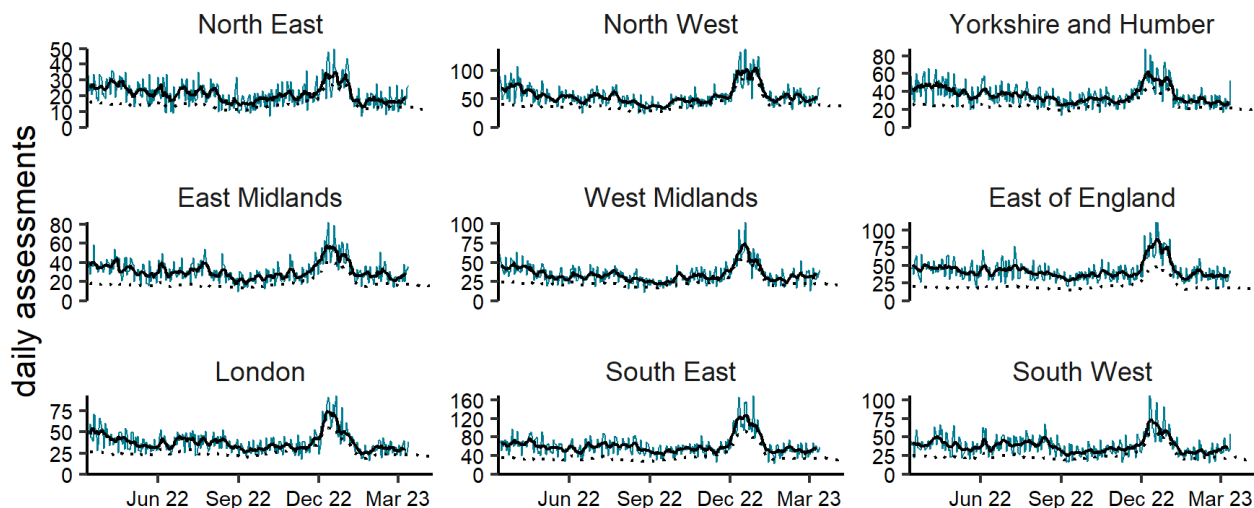 North East North West Yorkshire and Humber
50 100 80
40 60
30 50 40
20 20
10
0 0 0
daily assessments
East Midlands West Midlands East of England
80 100 100
60 75 75
40 50 50
20 25 25
0 0 0
London South East South West
75 160 100
50 120 75
25 80 50
0 40 25
0 0
Jun 22 Sep 22 Dec 22 Mar 23 Jun 22 Sep 22 Dec 22 Mar 23 Jun 22 Sep 22 Dec 22 Mar 23